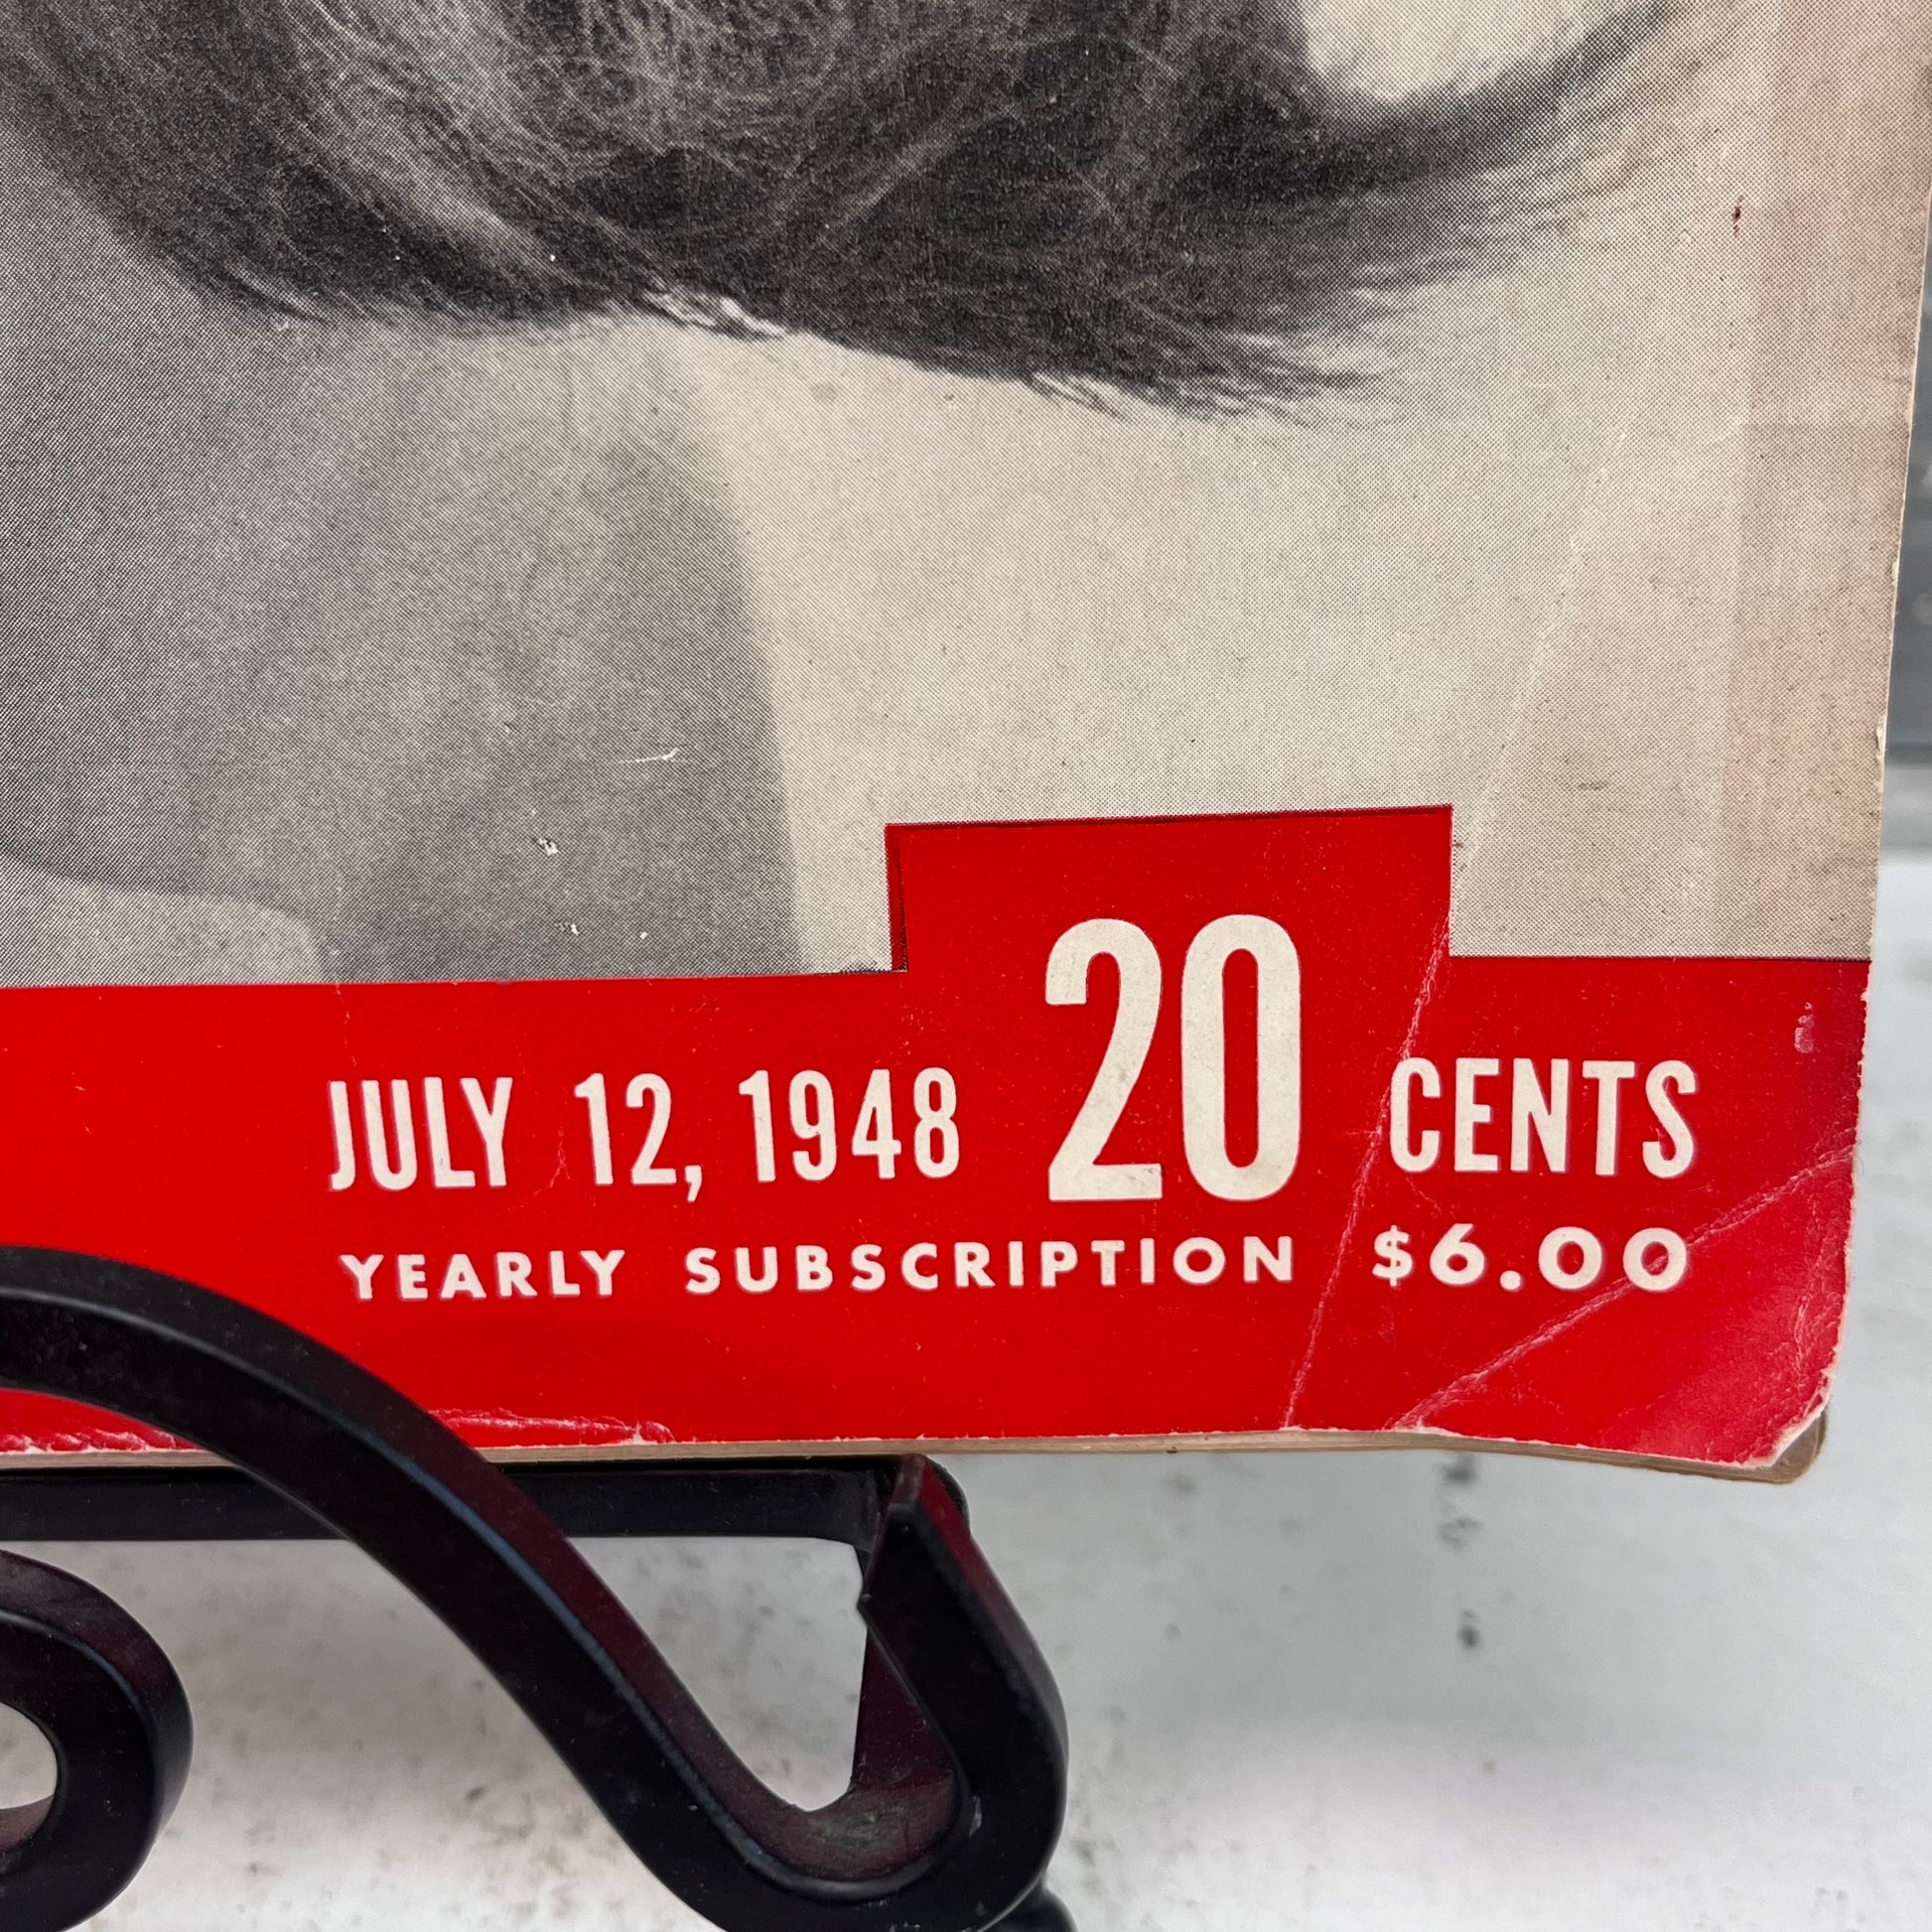 JULY 12, 1948 20 CENTS
YEARLY SUBSCRIPTION $6.00